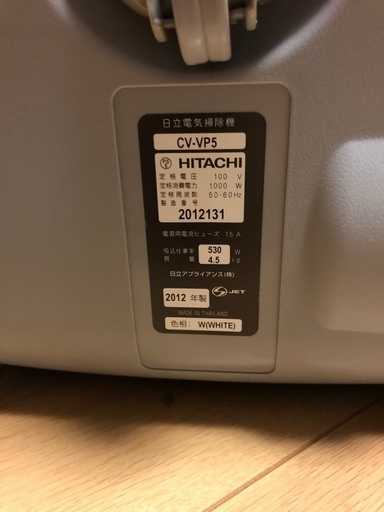 日立電気掃除機
CV-VP5
HITACHI
定格電圧 100 V
定格消費電力 1000 W
定格周波数 50-60Hz
製造番号
2012131
電源用電流ヒューズ 15 A
吸込仕事率 530 W
質量 4.5 kg
日立アプライアンス(株)
2012 年製 S JET
MADE IN THAILAND
色相: W(WHITE)